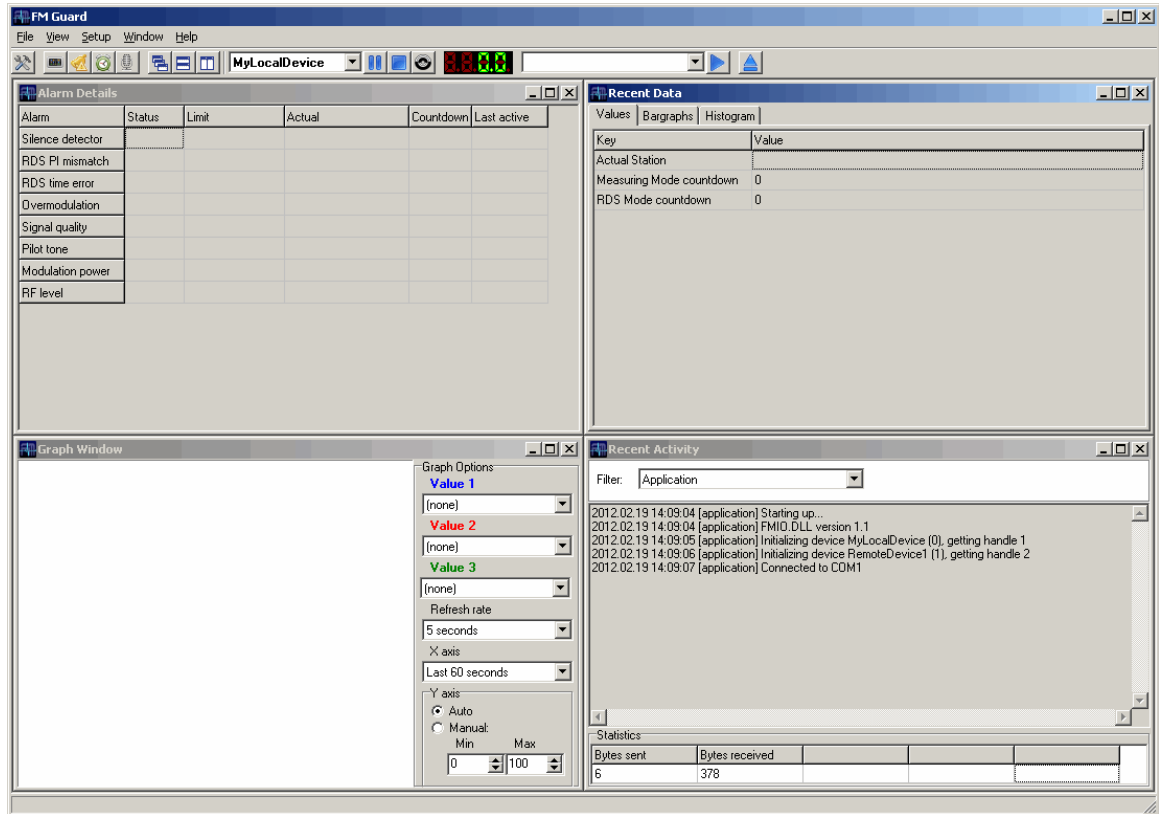 FM Guard
File View Setup Window Help
MyLocalDevice
Alarm Details
Alarm Status Limit Actual Countdown Last active
Silence detector
RDS PI mismatch
RDS time error
Overmodulation
Signal quality
Pilot tone
Modulation power
RF level
Recent Data
Values Bargraphs Histogram
Key Value
Actual Station
Measuring Mode countdown 0
RDS Mode countdown 0
Graph Window
Graph Options
Value 1
(none)
Value 2
(none)
Value 3
(none)
Refresh rate
5 seconds
X axis
Last 60 seconds
Y axis
Auto
Manual:
Min Max
0 100
Recent Activity
Filter: Application
2012.02.19 14:09:04 [application] Starting up...
2012.02.19 14:09:04 [application] FMIO.DLL version 1.1
2012.02.19 14:09:05 [application] Initializing device MyLocalDevice (0), getting handle 1
2012.02.19 14:09:06 [application] Initializing device RemoteDevice1 (1), getting handle 2
2012.02.19 14:09:07 [application] Connected to COM1
Statistics
Bytes sent Bytes received
6 378